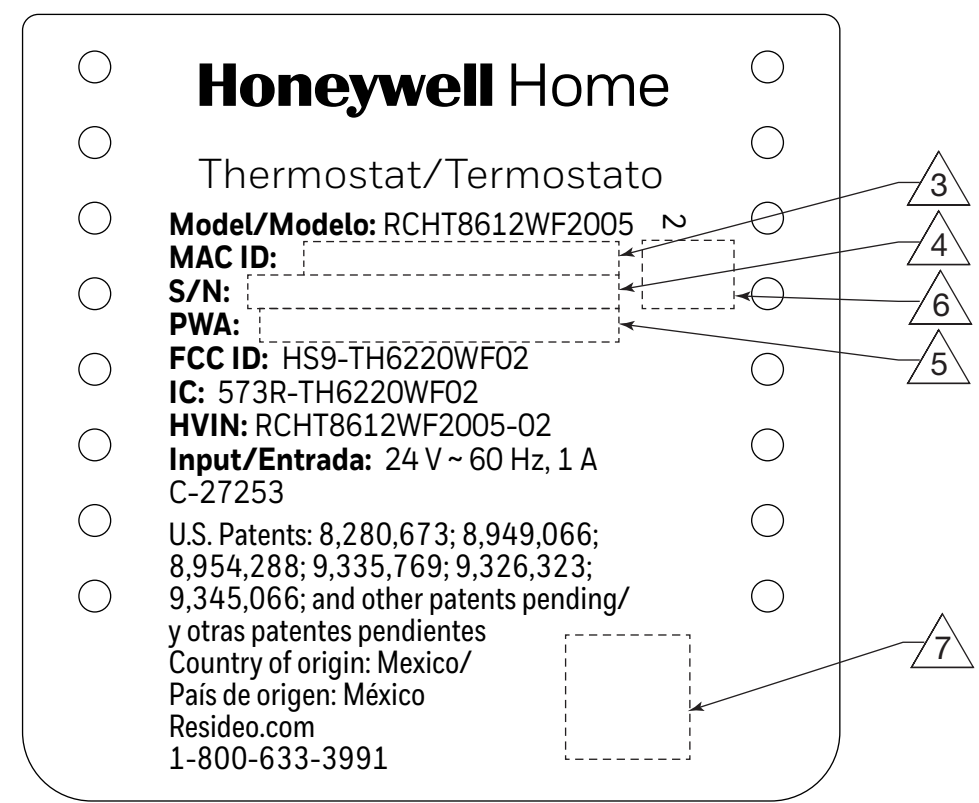 Honeywell Home
Thermostat/Termostato
Model/Modelo: RCHT8612WF2005
2
3
MAC ID:
4
S/N:
6
PWA:
5
FCC ID: HS9-TH6220WF02
IC: 573R-TH6220WF02
HVIN: RCHT8612WF2005-02
Input/Entrada: 24 V ~ 60 Hz, 1 A
C-27253
U.S. Patents: 8,280,673; 8,949,066;
8,954,288; 9,335,769; 9,326,323;
9,345,066; and other patents pending/
y otras patentes pendientes
7
Country of origin: Mexico/
País de origen: México
Resideo.com
1-800-633-3991